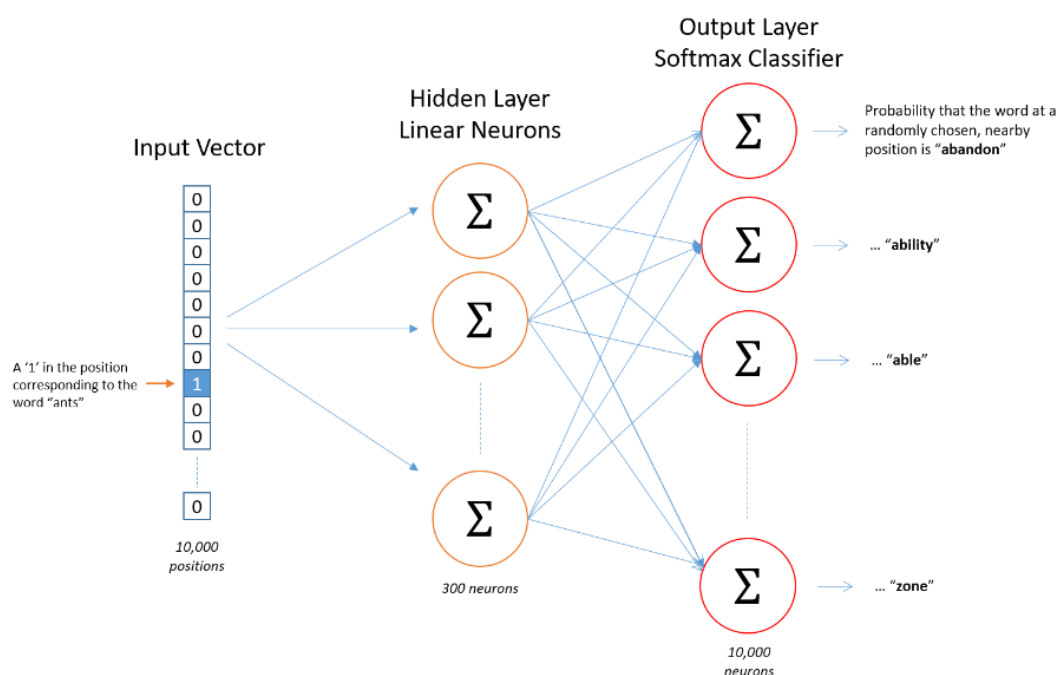 Output Layer
Softmax Classifier
Hidden Layer
Linear Neurons
Input Vector
0
0
0
0
0
0
0
1
0
0
0
A ‘1’ in the position
corresponding to the
word “ants”
10,000
positions
Σ
Σ
Σ
300 neurons
Σ
Σ
Σ
Σ
10,000
neurons
Probability that the word at a
randomly chosen, nearby
position is “abandon”
... “ability”
... “able”
... “zone”